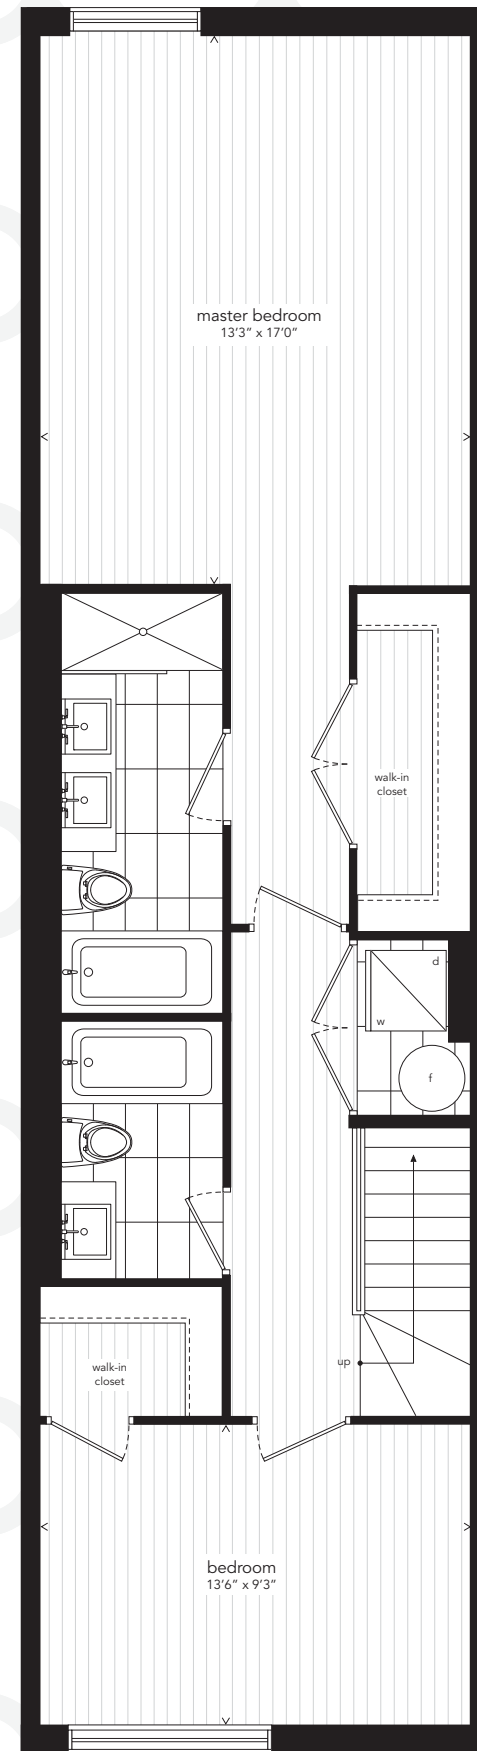 master bedroom
13’3” x 17’0”
walk-in
closet
d
w
f
up
walk-in
closet
bedroom
13’6” x 9’3”